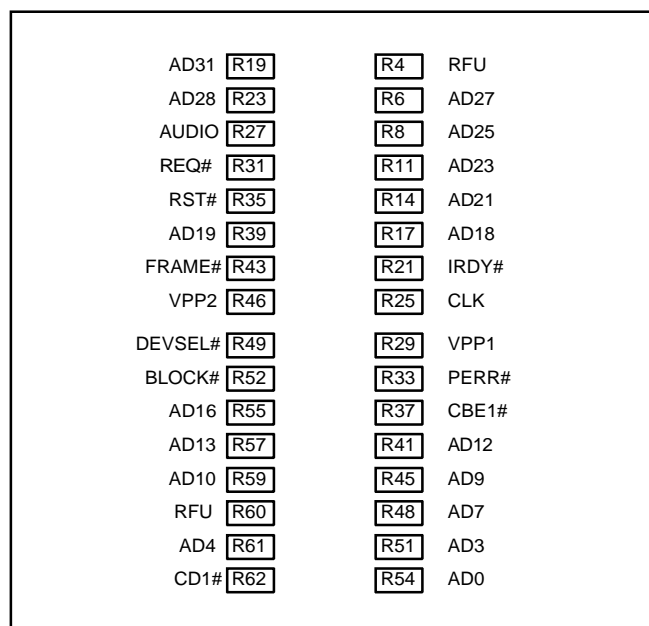 AD31 R19 R4 RFU
AD28 R23 R6 AD27
AUDIO R27 R8 AD25
REQ# R31 R11 AD23
RST# R35 R14 AD21
AD19 R39 R17 AD18
FRAME# R43 R21 IRDY#
VPP2 R46 R25 CLK
DEVSEL# R49 R29 VPP1
BLOCK# R52 R33 PERR#
AD16 R55 R37 CBE1#
AD13 R57 R41 AD12
AD10 R59 R45 AD9
RFU R60 R48 AD7
AD4 R61 R51 AD3
CD1# R62 R54 AD0